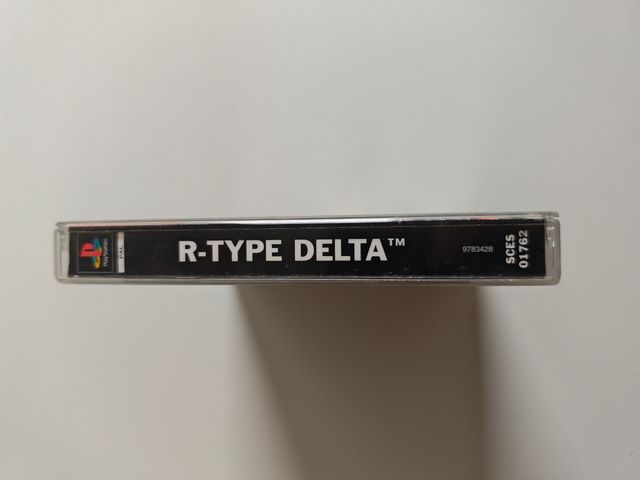 PlayStation
PAL
R-TYPE DELTA™
9783428
SCES
01762